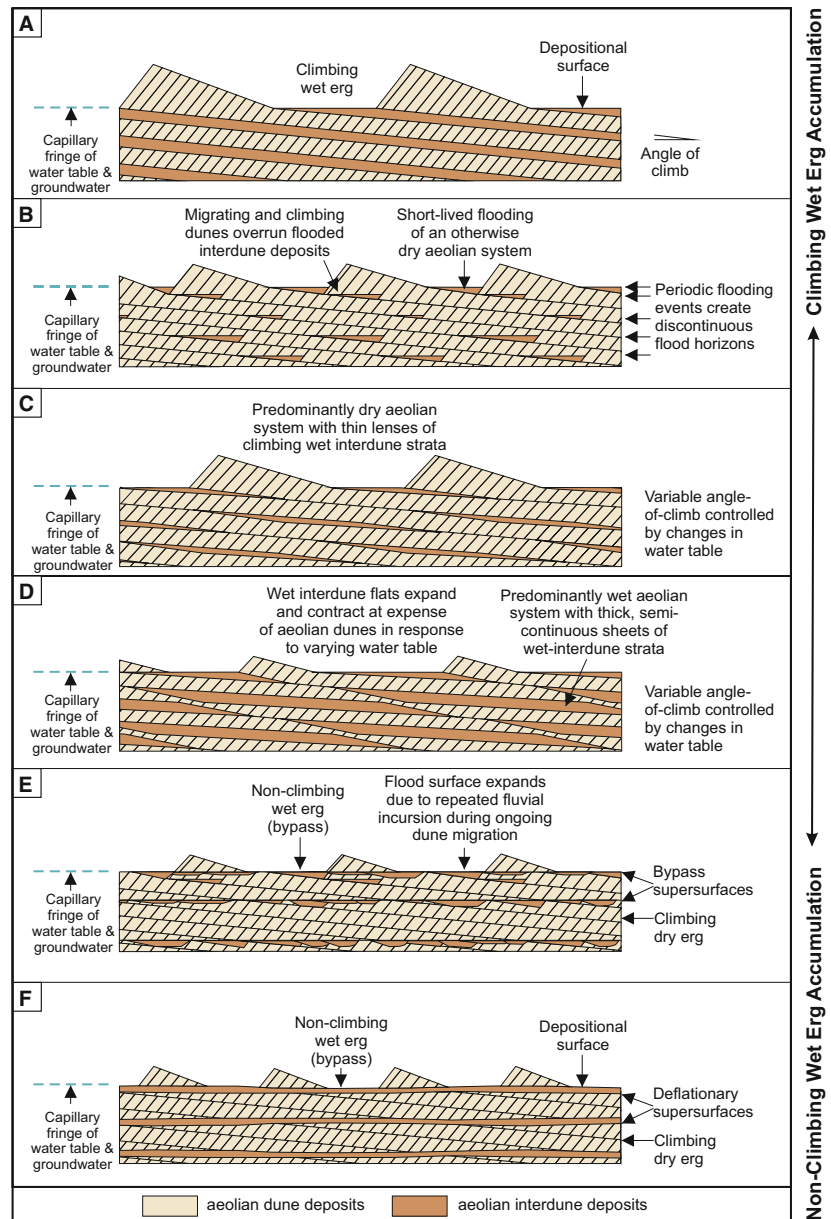 A
Climbing
wet erg
Depositional
surface
Capillary
fringe of
water table &
groundwater
Angle of
climb
B
Migrating and climbing
dunes overrun flooded
interdune deposits
Short-lived flooding
of an otherwise
dry aeolian system
Capillary
fringe of
water table &
groundwater
Periodic flooding
events create
discontinuous
flood horizons
C
Predominantly dry aeolian
system with thin lenses of
climbing wet interdune strata
Capillary
fringe of
water table &
groundwater
Variable angle-
of-climb controlled
by changes in
water table
D
Wet interdune flats expand
and contract at expense
of aeolian dunes in response
to varying water table
Predominantly wet aeolian
system with thick, semi-
continuous sheets of
wet-interdune strata
Capillary
fringe of
water table &
groundwater
Variable angle-
of-climb controlled
by changes in
water table
E
Non-climbing
wet erg
(bypass)
Flood surface expands
due to repeated fluvial
incursion during ongoing
dune migration
Capillary
fringe of
water table &
groundwater
Bypass
supersurfaces
Climbing
dry erg
F
Non-climbing
wet erg
(bypass)
Depositional
surface
Capillary
fringe of
water table &
groundwater
Deflationary
supersurfaces
Climbing
dry erg
aeolian dune deposits
aeolian interdune deposits
Climbing Wet Erg Accumulation
Non-Climbing Wet Erg Accumulation